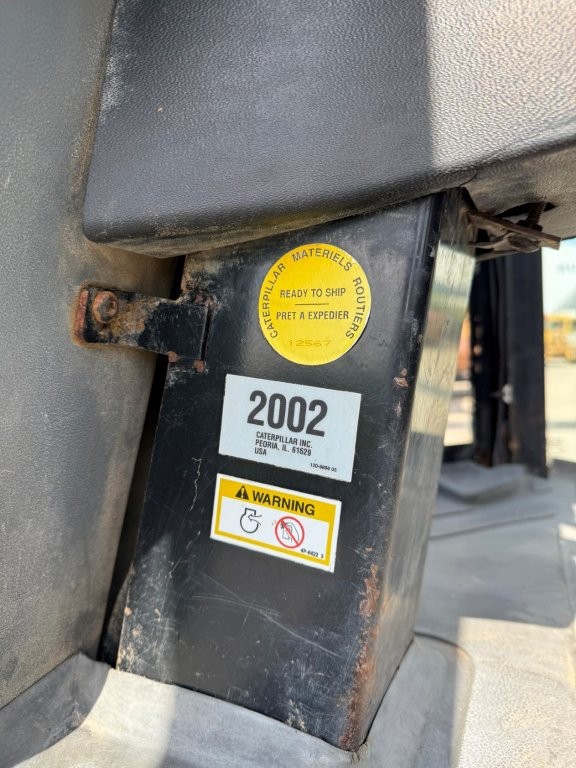 CATERPILLAR MATERIELS ROUTIERS
READY TO SHIP
PRET A EXPEDIER
12567
2002
CATERPILLAR INC.
PEORIA, IL. 61629
USA
WARNING